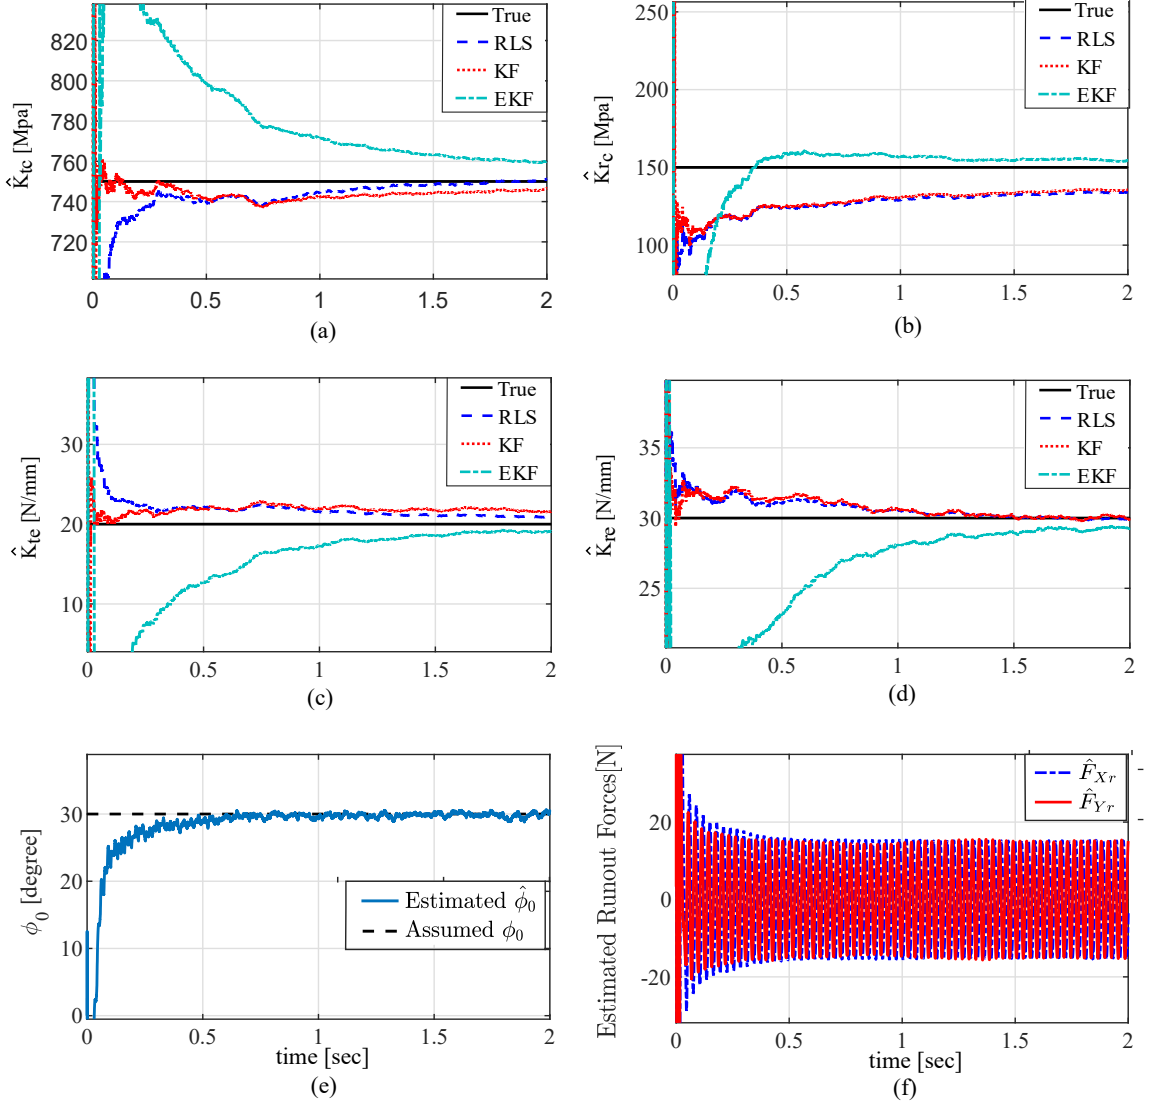 True
RLS
KF
EKF
K̂tc [Mpa]
820
800
780
760
740
720
0
0.5
1
1.5
2
(a)
True
RLS
KF
EKF
K̂rc [Mpa]
250
200
150
100
0
0.5
1
1.5
2
(b)
True
RLS
KF
EKF
K̂te [N/mm]
30
20
10
0
0.5
1
1.5
2
(c)
True
RLS
KF
EKF
K̂re [N/mm]
35
30
25
0
0.5
1
1.5
2
(d)
ϕ0 [degree]
30
20
10
0
Estimated ϕ̂0
Assumed ϕ0
0
0.5
1
1.5
2
time [sec]
(e)
Estimated Runout Forces[N]
F̂Xr
F̂Yr
20
0
-20
0
0.5
1
1.5
2
time [sec]
(f)